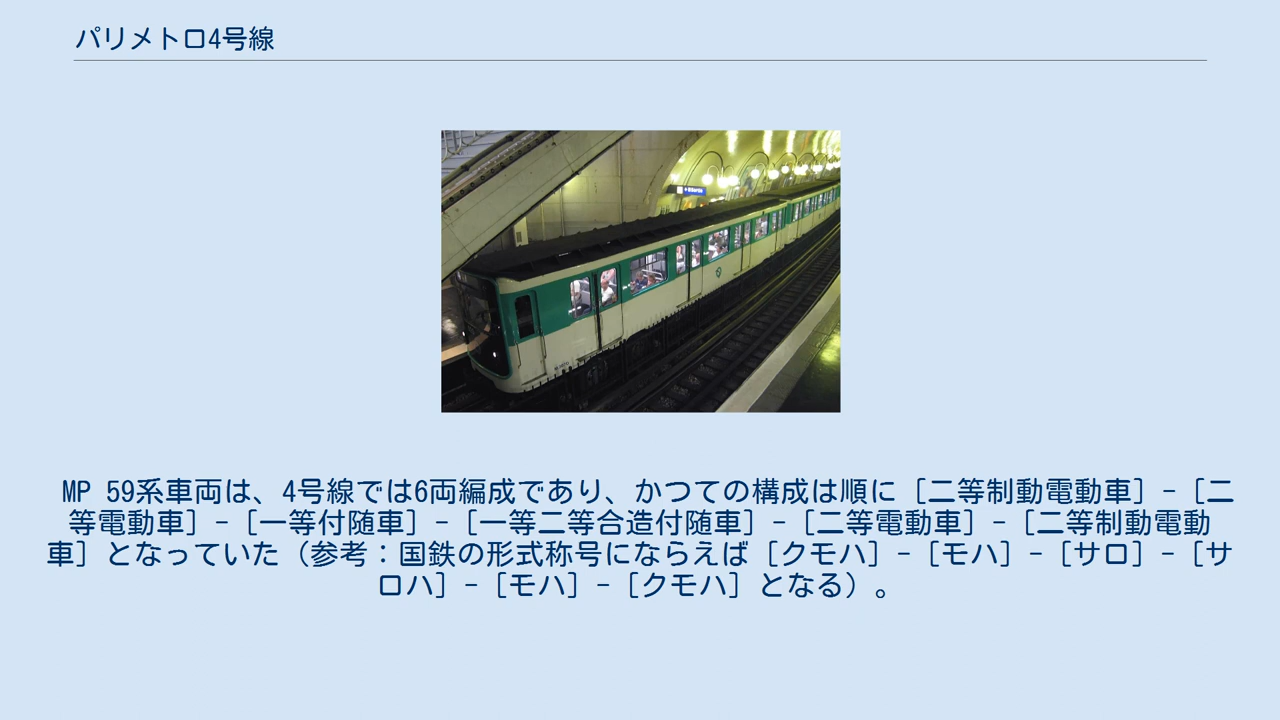 パリメトロ4号線
MP 59系車両は、4号線では6両編成であり、かつての構成は順に［二等制動電動車］-［二
等電動車］-［一等付随車］-［一等二等合造付随車］-［二等電動車］-［二等制動電動
車］となっていた（参考：国鉄の形式称号にならえば［クモハ］-［モハ］-［サロ］-［サ
ロハ］-［モハ］-［クモハ］となる）。